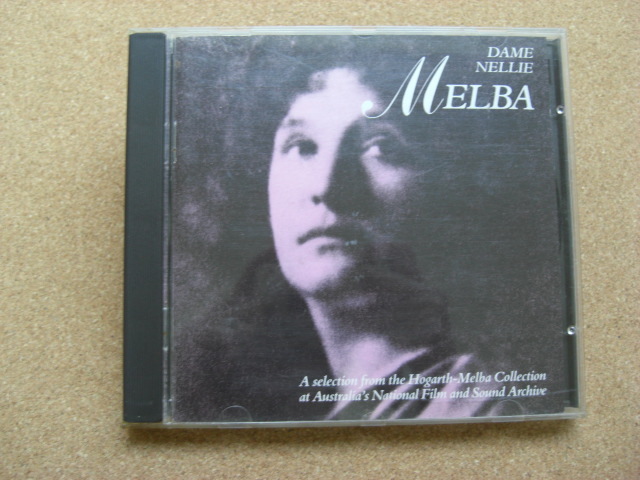 DAME
NELLIE
MELBA
A selection from the Hogarth-Melba Collection
at Australia's National Film and Sound Archive